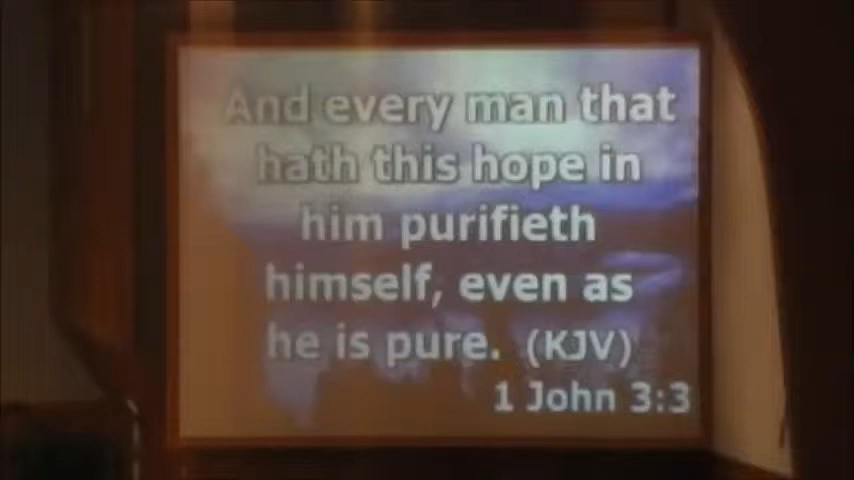 And every man that
hath this hope in
him purifieth
himself, even as
he is pure. (KJV)
1 John 3:3